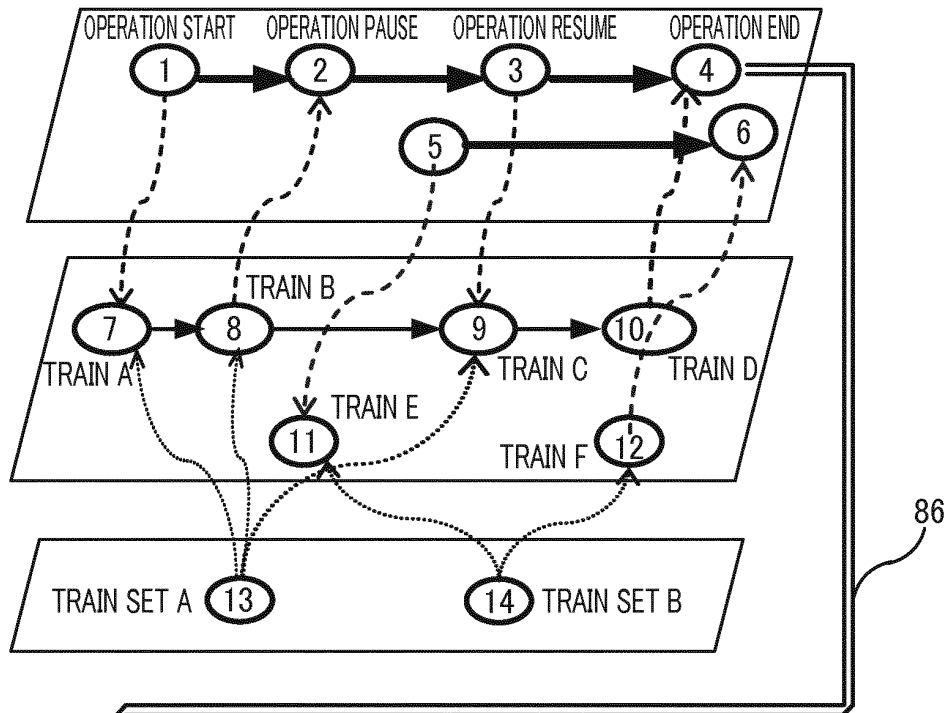 OPERATION START OPERATION PAUSE OPERATION RESUME OPERATION END
1 2 3 4
5 6
TRAIN B
7 8 9 10
TRAIN A TRAIN C TRAIN D
TRAIN E
11 12
TRAIN F
86
TRAIN SET A 13 14 TRAIN SET B